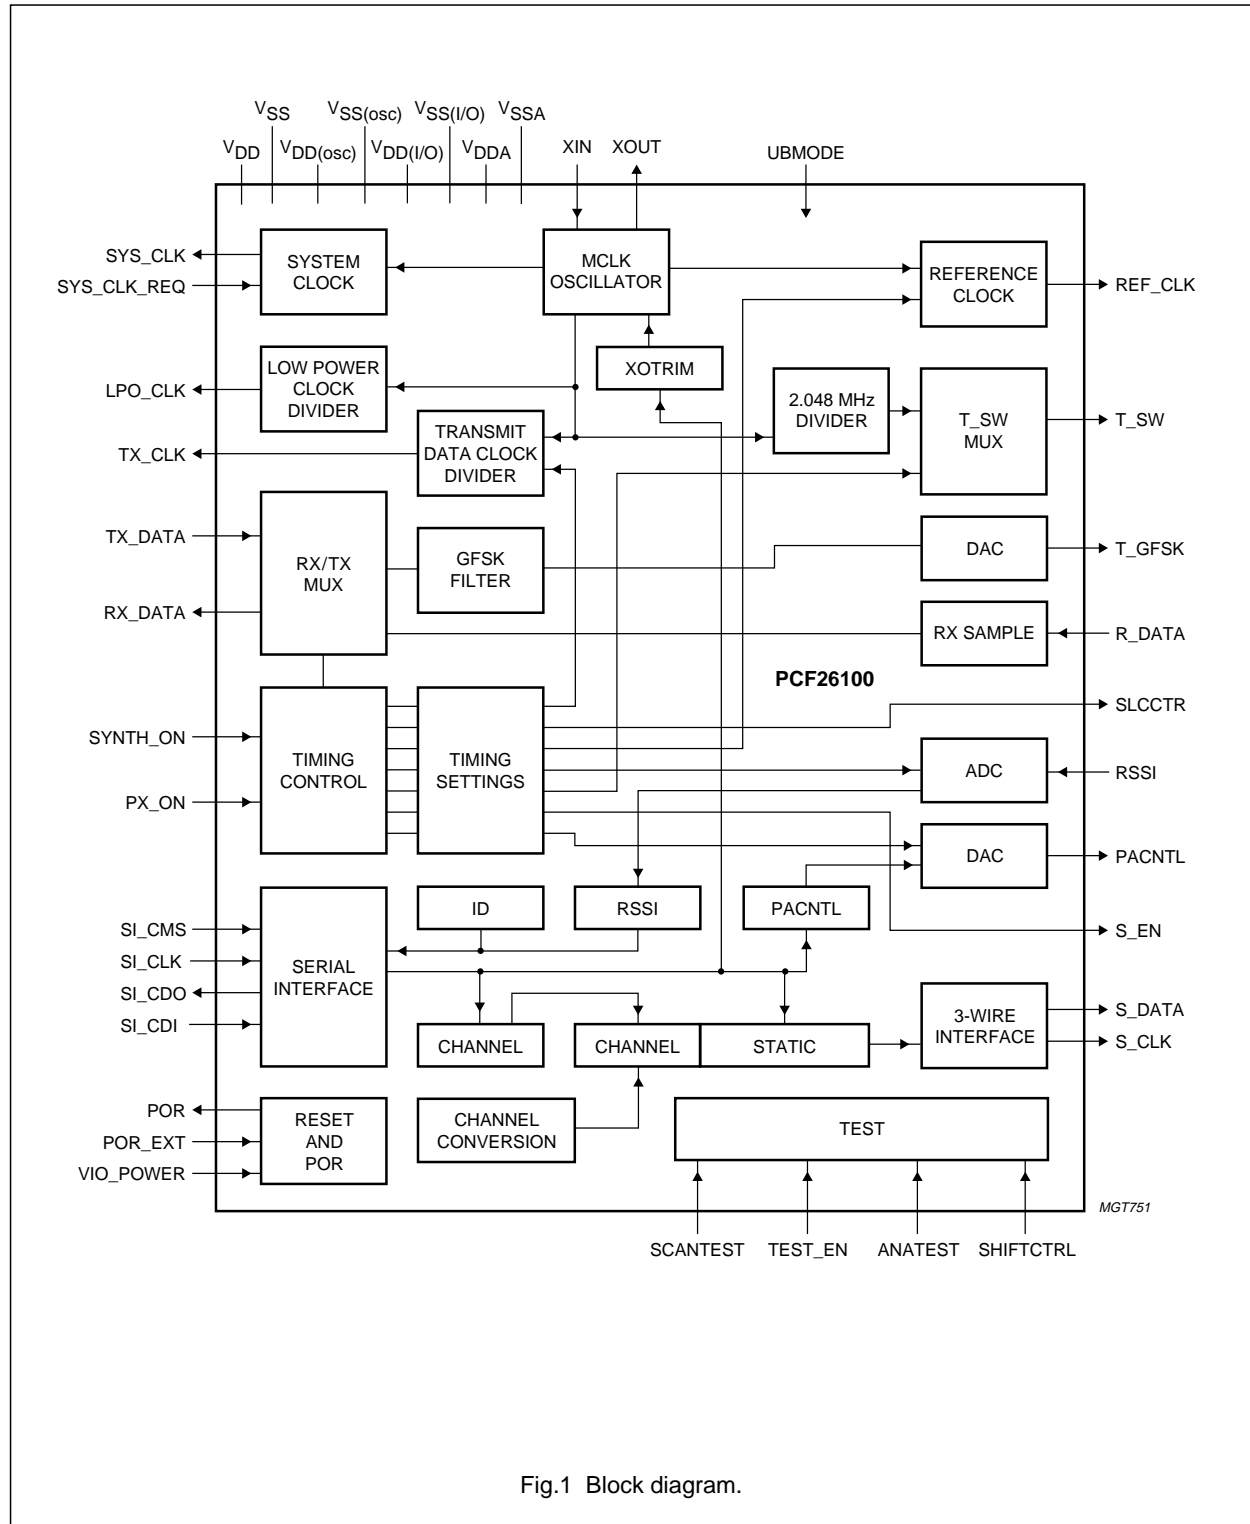 VSS
VSS(osc)
VSS(I/O)
VSSA
VDD
VDD(osc)
VDD(I/O)
VDDA
XIN
XOUT
UBMODE
SYS_CLK
SYS_CLK_REQ
SYSTEM
CLOCK
MCLK
OSCILLATOR
REFERENCE
CLOCK
REF_CLK
LPO_CLK
LOW POWER
CLOCK
DIVIDER
XOTRIM
2.048 MHz
DIVIDER
T_SW
MUX
T_SW
TX_CLK
TRANSMIT
DATA CLOCK
DIVIDER
TX_DATA
RX_DATA
RX/TX
MUX
GFSK
FILTER
DAC
T_GFSK
RX SAMPLE
R_DATA
PCF26100
SLCCTR
SYNTH_ON
PX_ON
TIMING
CONTROL
TIMING
SETTINGS
ADC
RSSI
DAC
PACNTL
ID
RSSI
PACNTL
S_EN
SI_CMS
SI_CLK
SI_CDO
SI_CDI
SERIAL
INTERFACE
CHANNEL
CHANNEL
STATIC
3-WIRE
INTERFACE
S_DATA
S_CLK
POR
POR_EXT
VIO_POWER
RESET
AND
POR
CHANNEL
CONVERSION
TEST
MGT751
SCANTEST
TEST_EN
ANATEST
SHIFTCTRL
Fig.1 Block diagram.